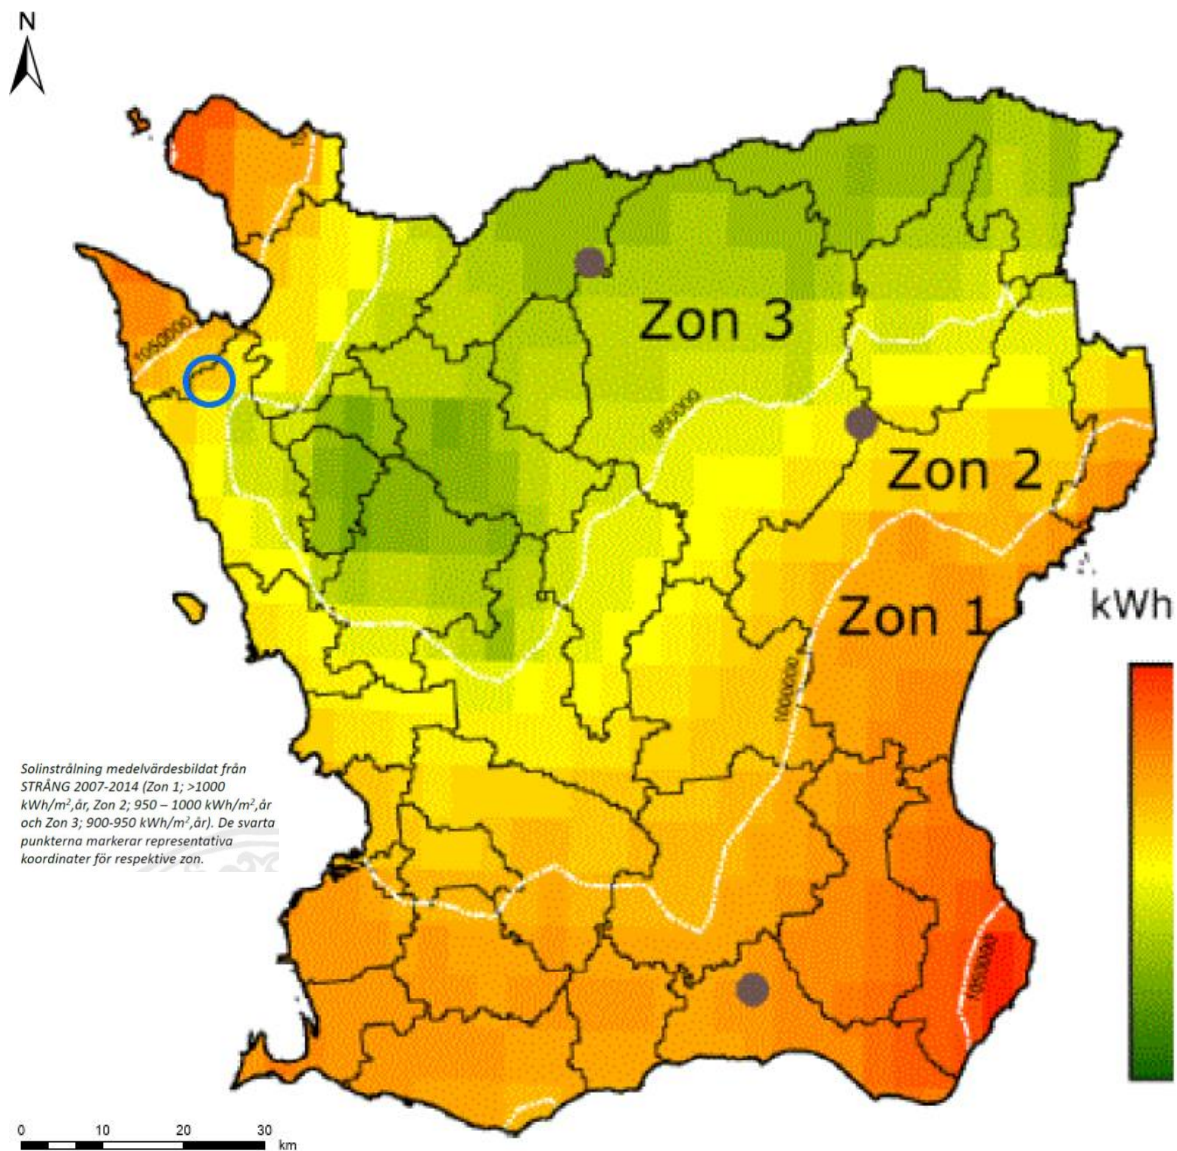 N
1050000
Zon 3
950000
Zon 2
kWh
Zon 1
1000000
Solinstrålning medelvärdesbildat från
STRÅNG 2007-2014 (Zon 1; >1000
kWh/m²,år, Zon 2; 950 – 1000 kWh/m²,år
och Zon 3; 900-950 kWh/m²,år). De svarta
punkterna markerar representativa
koordinater för respektive zon.
1050000
0 10 20 30
km